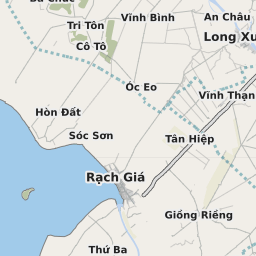 Tri Tôn
Vĩnh Bình
An Châu
Cô Tô
Long Xu
Óc Eo
Vĩnh Thạn
Hòn Đất
Sóc Sơn
Tân Hiệp
Rạch Giá
Giồng Riềng
Thứ Ba